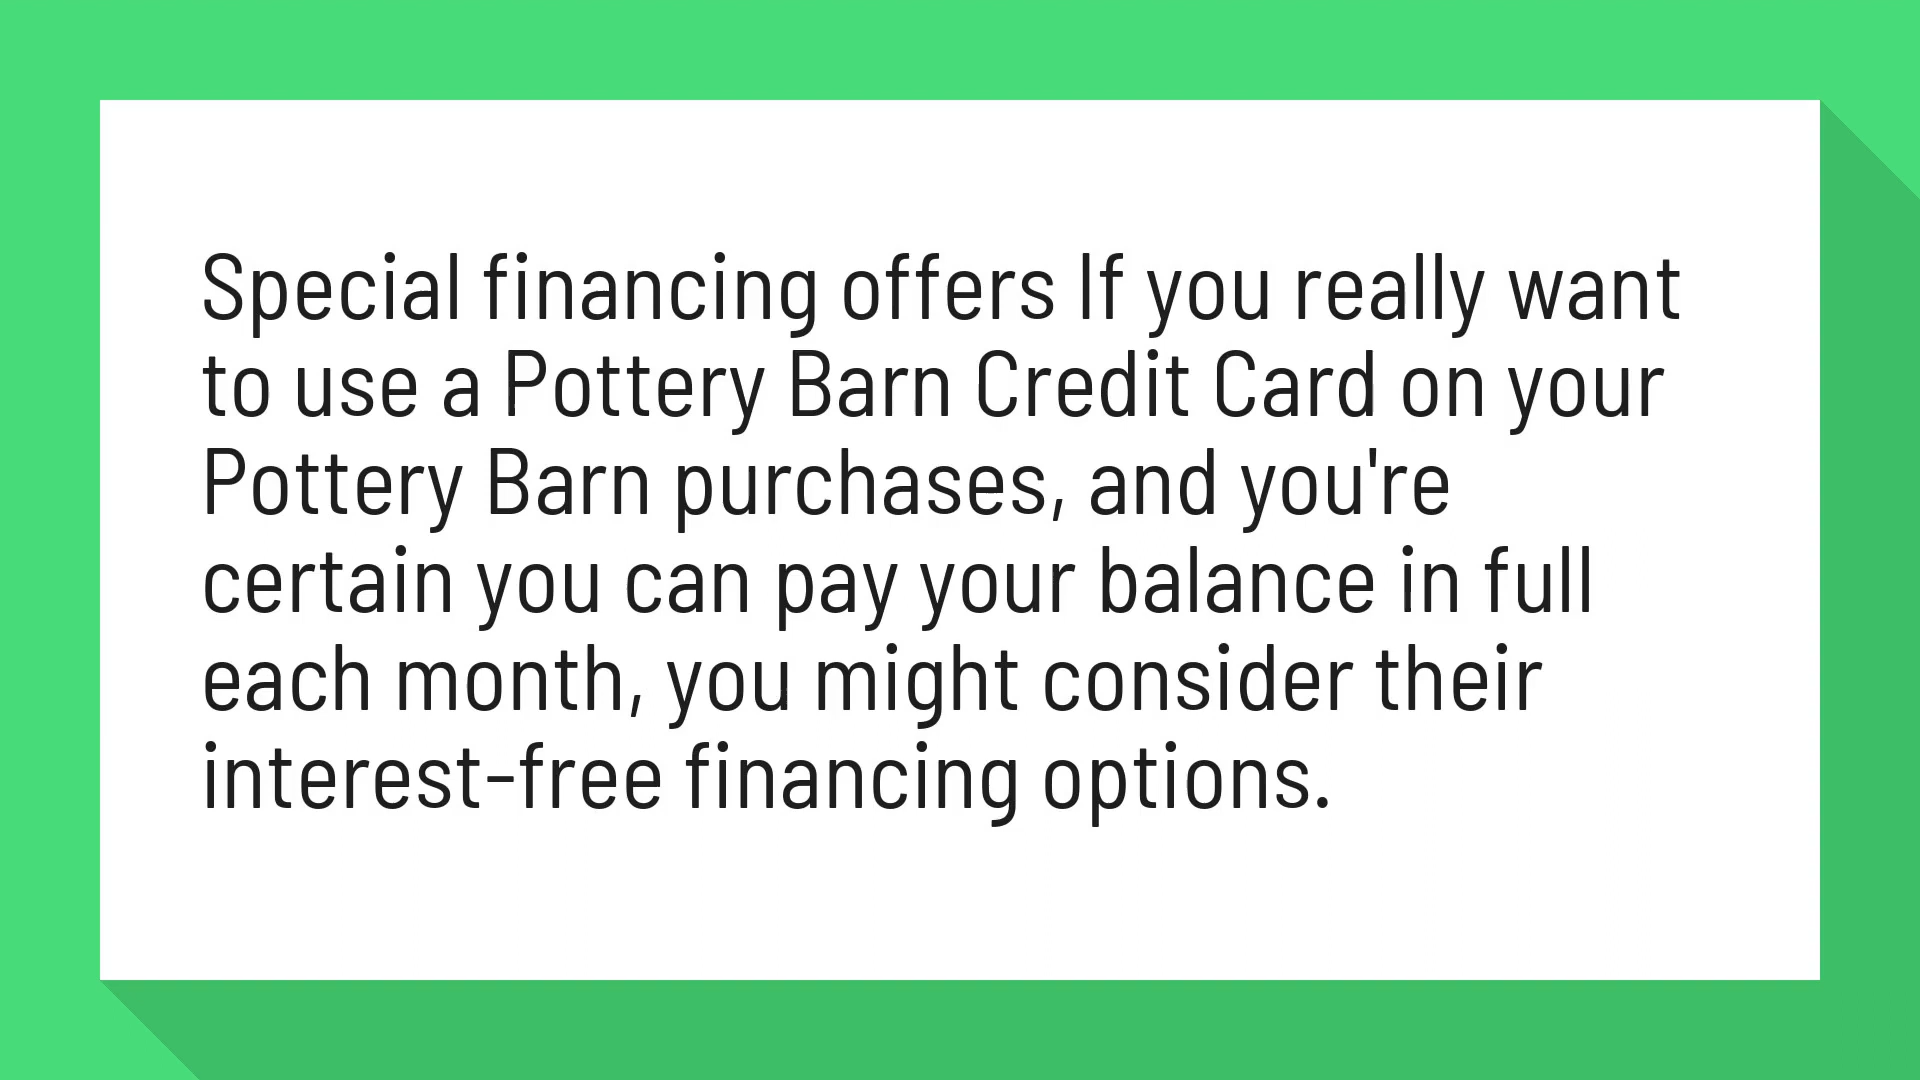 Special financing offers If you really want
to use a Pottery Barn Credit Card on your
Pottery Barn purchases, and you're
certain you can pay your balance in full
each month, you might consider their
interest-free financing options.